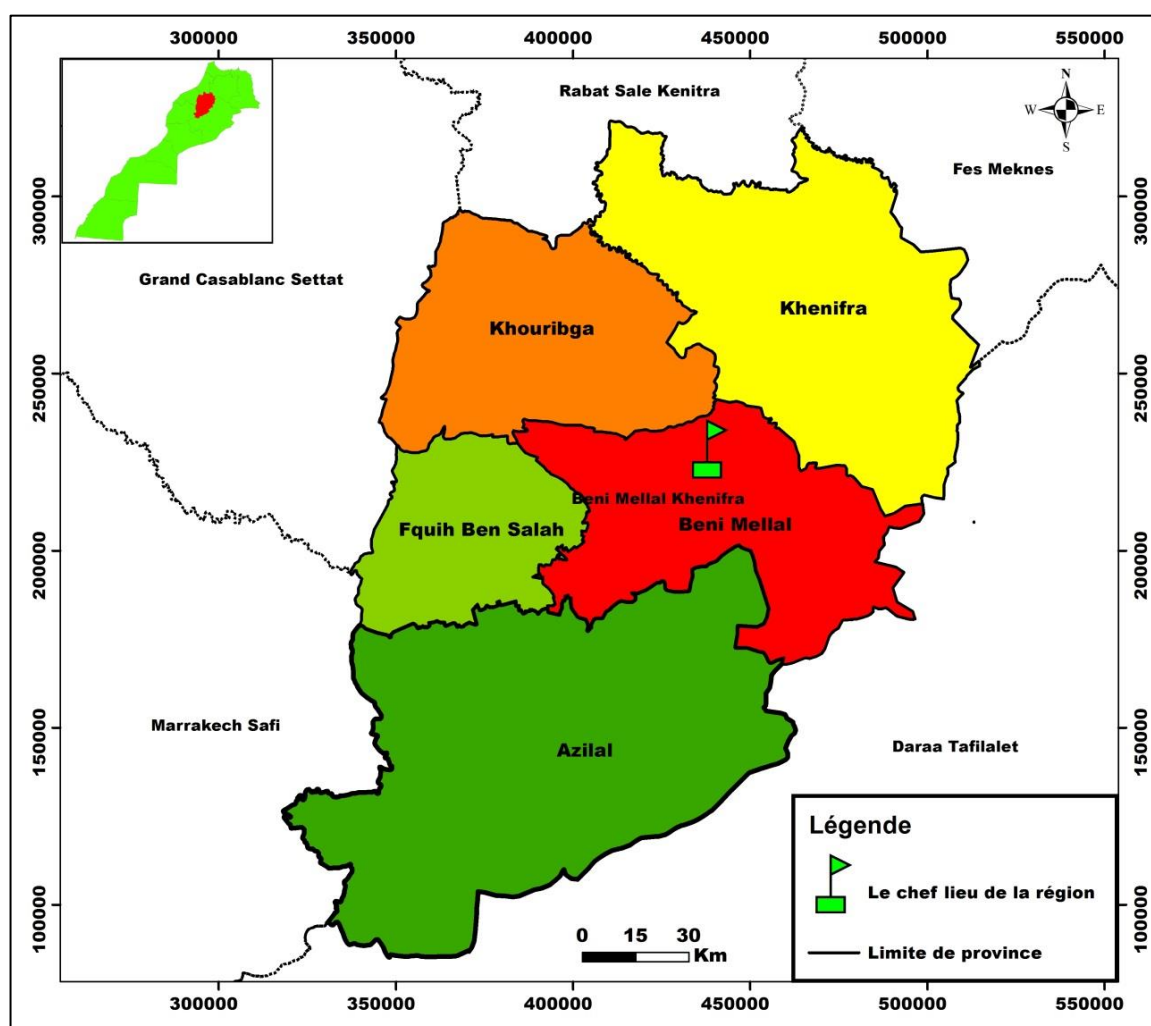 300000 350000 400000 450000 500000 550000
Rabat Sale Kenitra
N
W E
S
Fes Meknes
300000 300000
Grand Casablanc Settat
Khenifra
Khouribga
250000 250000
Beni Mellal Khenifra
Beni Mellal
Fquih Ben Salah
200000 200000
Marrakech Safi
Azilal
Daraa Tafilalet
150000 150000
Légende
Le chef lieu de la région
Limite de province
100000 100000
0 15 30
Km
300000 350000 400000 450000 500000 550000